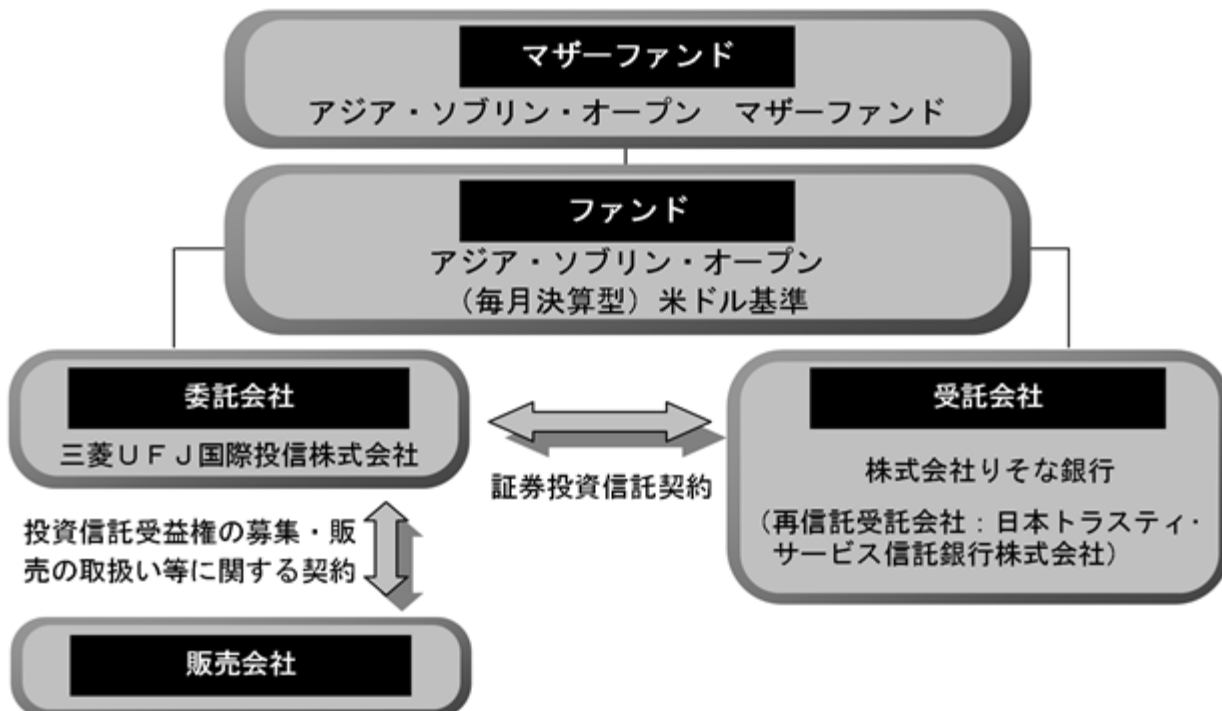 マザーファンド
アジア・ソブリン・オープン　マザーファンド
ファンド
アジア・ソブリン・オープン
（毎月決算型）米ドル基準
委託会社
三菱ＵＦＪ国際投信株式会社
証券投資信託契約
受託会社
株式会社りそな銀行
（再信託受託会社：日本トラスティ・
サービス信託銀行株式会社）
投資信託受益権の募集・販
売の取扱い等に関する契約
販売会社